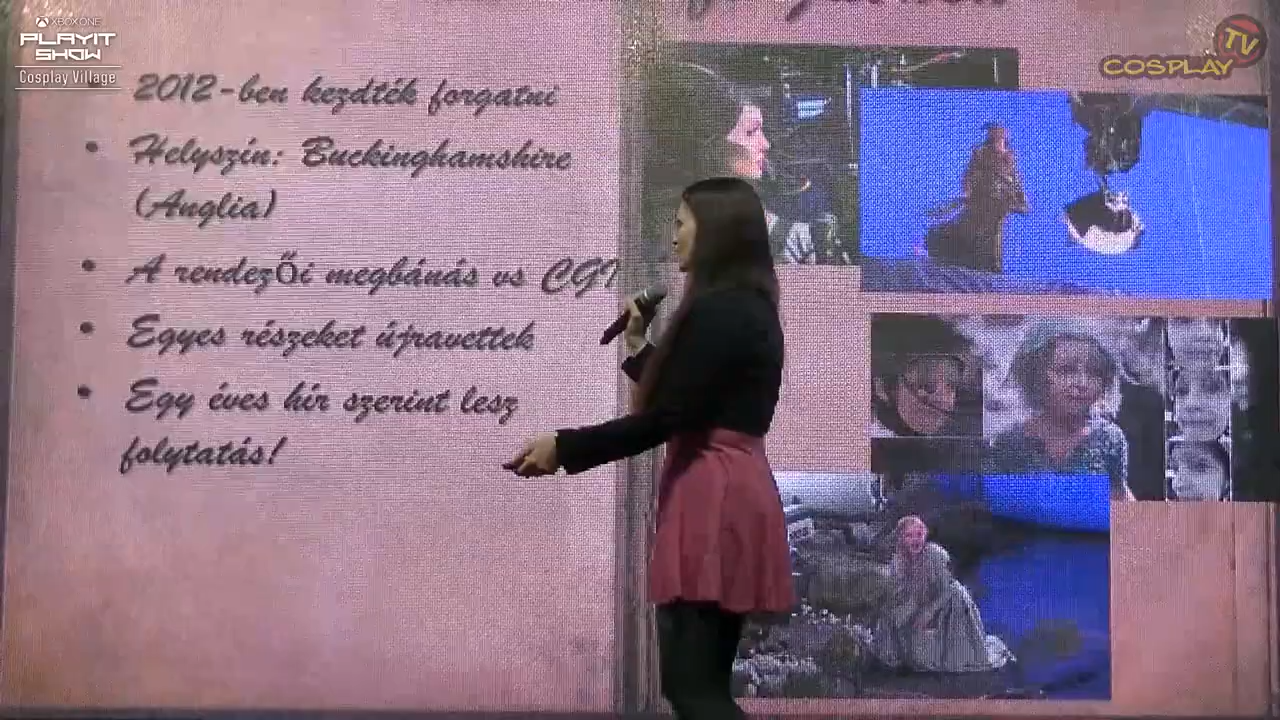 XBOX ONE
PLAYIT
SHOW
Cosplay Village
COSPLAY TV
2012-ben kezdték forgatni
• Helyszín: Buckinghamshire
(Anglia)
• A rendezői megbánás vs CGI
• Egyes részeket újravettek
• Egy éves hír szerint lesz
folytatás!